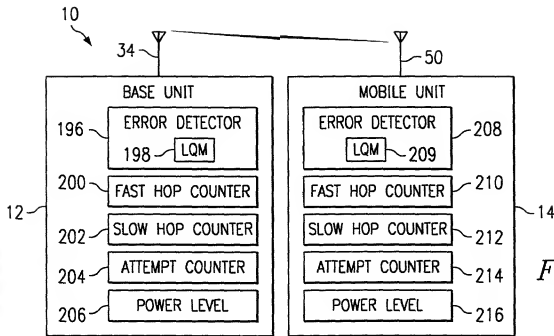 10
34
50
BASE UNIT
MOBILE UNIT
196
ERROR DETECTOR
198
LQM
ERROR DETECTOR
208
LQM
209
200
FAST HOP COUNTER
FAST HOP COUNTER
210
12
202
SLOW HOP COUNTER
SLOW HOP COUNTER
212
14
204
ATTEMPT COUNTER
ATTEMPT COUNTER
214
F
206
POWER LEVEL
POWER LEVEL
216